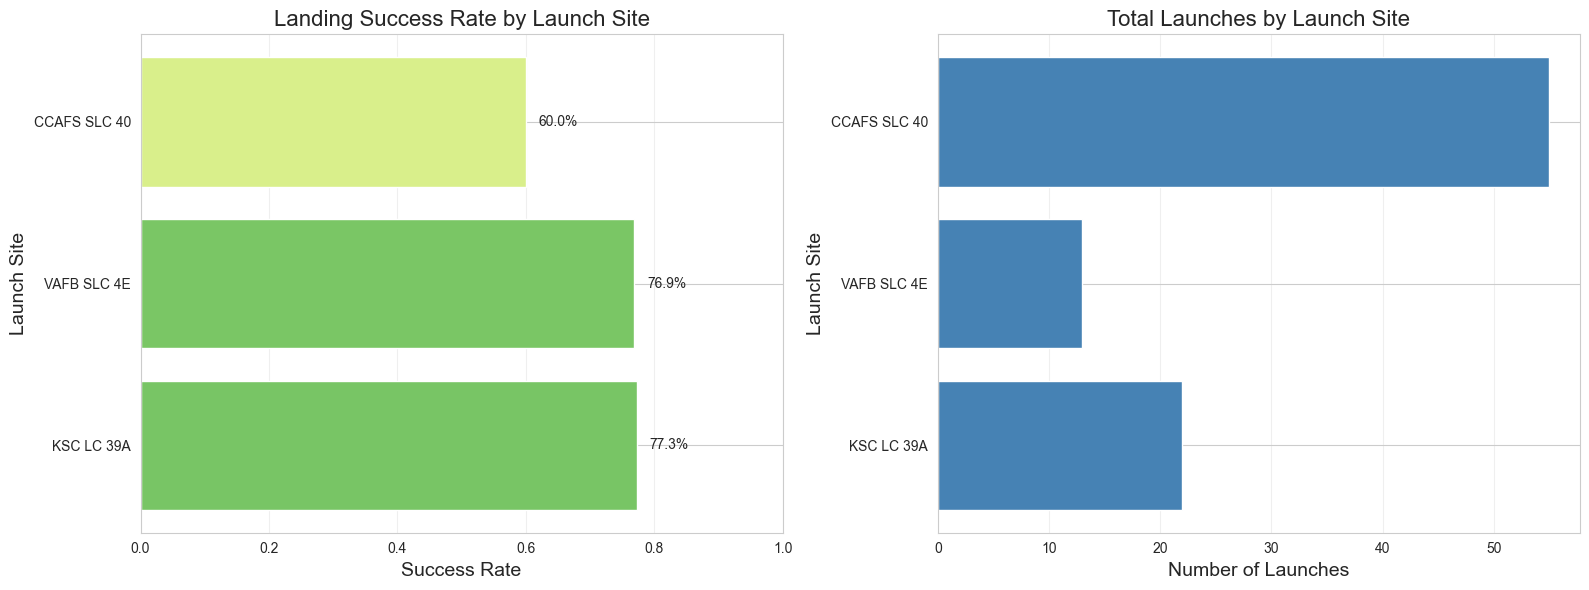 Landing Success Rate by Launch Site
Launch Site
CCAFS SLC 40
60.0%
VAFB SLC 4E
76.9%
KSC LC 39A
77.3%
0.0 0.2 0.4 0.6 0.8 1.0
Success Rate
Total Launches by Launch Site
Launch Site
CCAFS SLC 40
VAFB SLC 4E
KSC LC 39A
0 10 20 30 40 50
Number of Launches